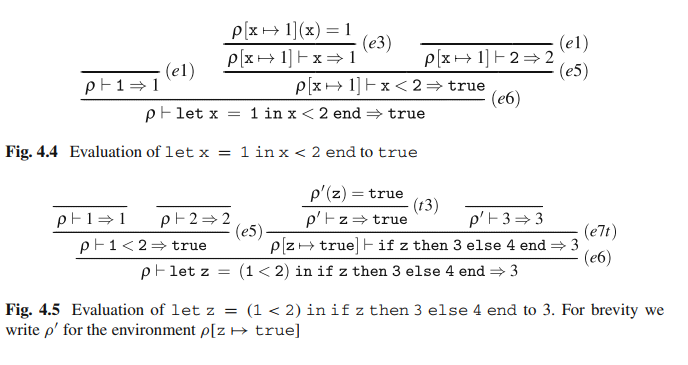 ρ[x ↦ 1](x) = 1
(e3)
ρ[x ↦ 1] ⊢ x ⇒ 1
ρ[x ↦ 1] ⊢ 2 ⇒ 2
(e1)
ρ ⊢ 1 ⇒ 1
(e1)
ρ[x ↦ 1] ⊢ x < 2 ⇒ true
(e5)
(e6)
ρ ⊢ let x = 1 in x < 2 end ⇒ true
Fig. 4.4 Evaluation of let x = 1 in x < 2 end to true
ρ′(z) = true
(t3)
ρ ⊢ 1 ⇒ 1
ρ ⊢ 2 ⇒ 2
(e5)
ρ′ ⊢ z ⇒ true
ρ′ ⊢ 3 ⇒ 3
(e7t)
ρ ⊢ 1 < 2 ⇒ true
ρ[z ↦ true] ⊢ if z then 3 else 4 end ⇒ 3
(e6)
ρ ⊢ let z = (1 < 2) in if z then 3 else 4 end ⇒ 3
Fig. 4.5 Evaluation of let z = (1 < 2) in if z then 3 else 4 end to 3. For brevity we
write ρ′ for the environment ρ[z ↦ true]